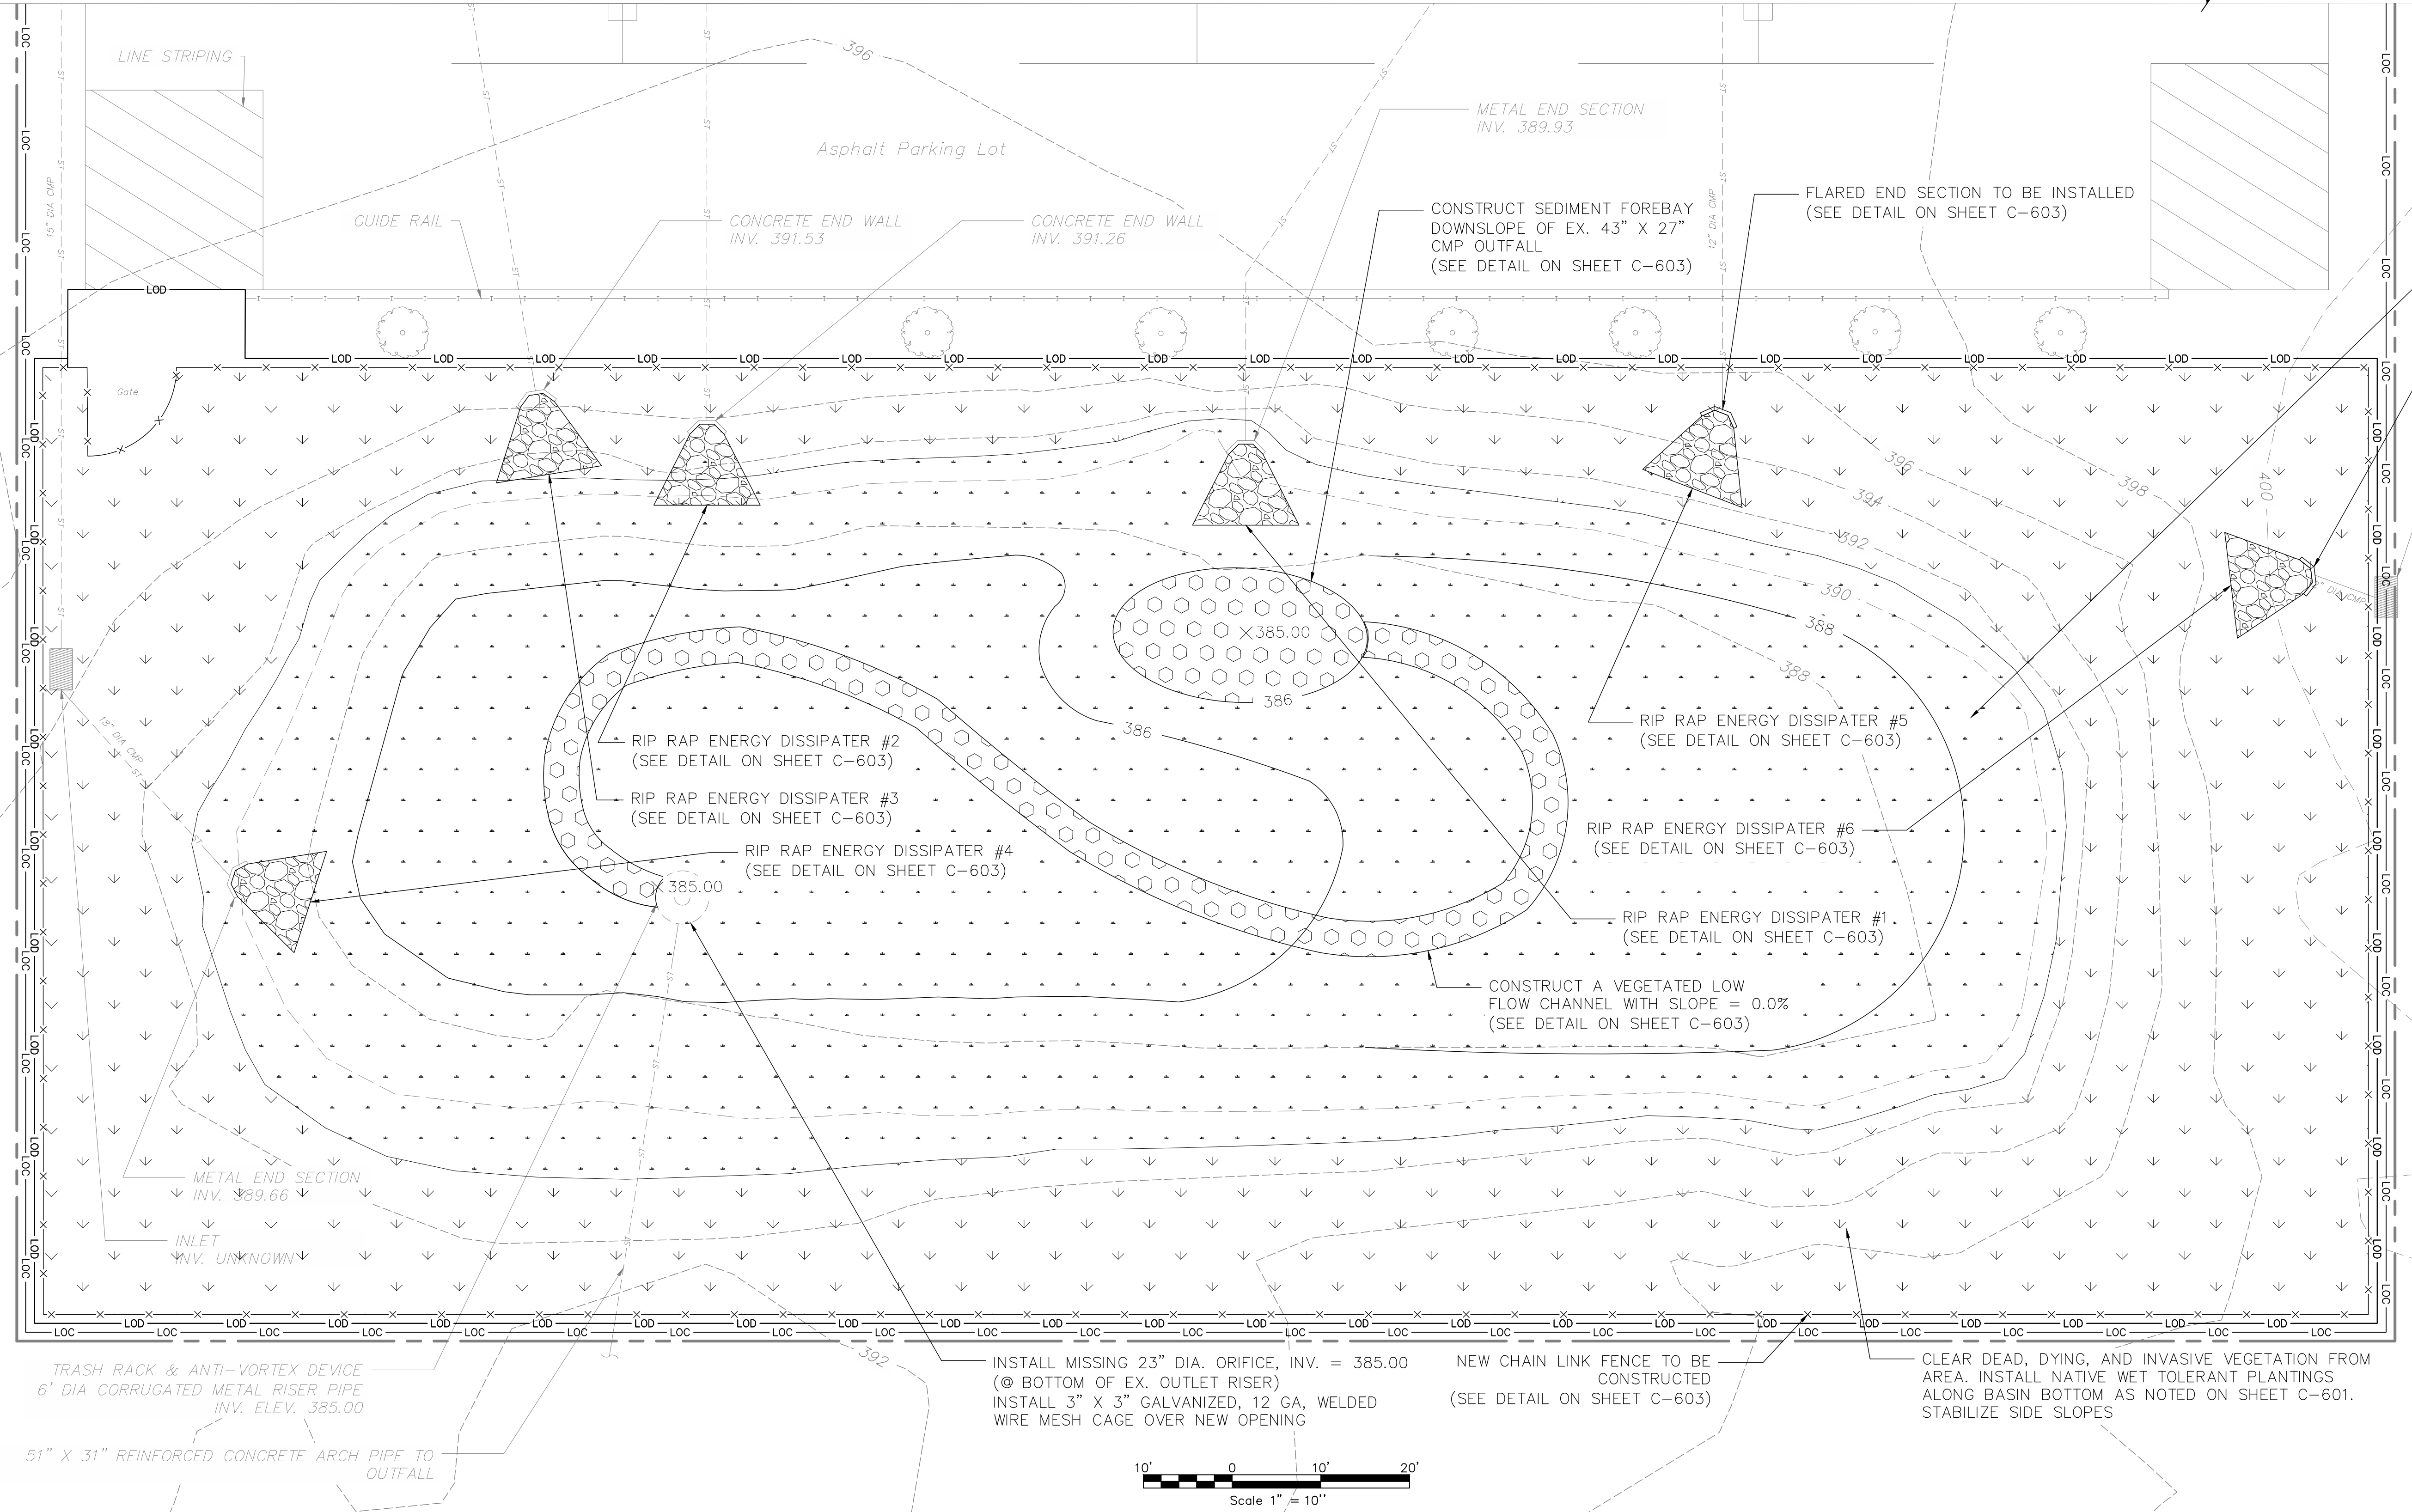 LINE STRIPING
396
METAL END SECTION
INV. 389.93
Asphalt Parking Lot
15" DIA CMP
12" DIA CMP
GUIDE RAIL
CONCRETE END WALL
INV. 391.53
CONCRETE END WALL
INV. 391.26
CONSTRUCT SEDIMENT FOREBAY
DOWNSLOPE OF EX. 43" X 27"
CMP OUTFALL
(SEE DETAIL ON SHEET C-603)
FLARED END SECTION TO BE INSTALLED
(SEE DETAIL ON SHEET C-603)
LOC
LOD
ST
Gate
396
394
398
400
392
390
388
388
DIA CMP
385.00
386
386
18" DIA CMP
RIP RAP ENERGY DISSIPATER #2
(SEE DETAIL ON SHEET C-603)
RIP RAP ENERGY DISSIPATER #5
(SEE DETAIL ON SHEET C-603)
RIP RAP ENERGY DISSIPATER #3
(SEE DETAIL ON SHEET C-603)
RIP RAP ENERGY DISSIPATER #6
(SEE DETAIL ON SHEET C-603)
RIP RAP ENERGY DISSIPATER #4
(SEE DETAIL ON SHEET C-603)
385.00
RIP RAP ENERGY DISSIPATER #1
(SEE DETAIL ON SHEET C-603)
CONSTRUCT A VEGETATED LOW
FLOW CHANNEL WITH SLOPE = 0.0%
(SEE DETAIL ON SHEET C-603)
METAL END SECTION
INV. 389.66
INLET
INV. UNKNOWN
392
TRASH RACK & ANTI-VORTEX DEVICE
6' DIA CORRUGATED METAL RISER PIPE
INV. ELEV. 385.00
INSTALL MISSING 23" DIA. ORIFICE, INV. = 385.00
(@ BOTTOM OF EX. OUTLET RISER)
INSTALL 3" X 3" GALVANIZED, 12 GA, WELDED
WIRE MESH CAGE OVER NEW OPENING
NEW CHAIN LINK FENCE TO BE
CONSTRUCTED
(SEE DETAIL ON SHEET C-603)
CLEAR DEAD, DYING, AND INVASIVE VEGETATION FROM
AREA. INSTALL NATIVE WET TOLERANT PLANTINGS
ALONG BASIN BOTTOM AS NOTED ON SHEET C-601.
STABILIZE SIDE SLOPES
51" X 31" REINFORCED CONCRETE ARCH PIPE TO
OUTFALL
10' 0 10' 20'
Scale 1" = 10''